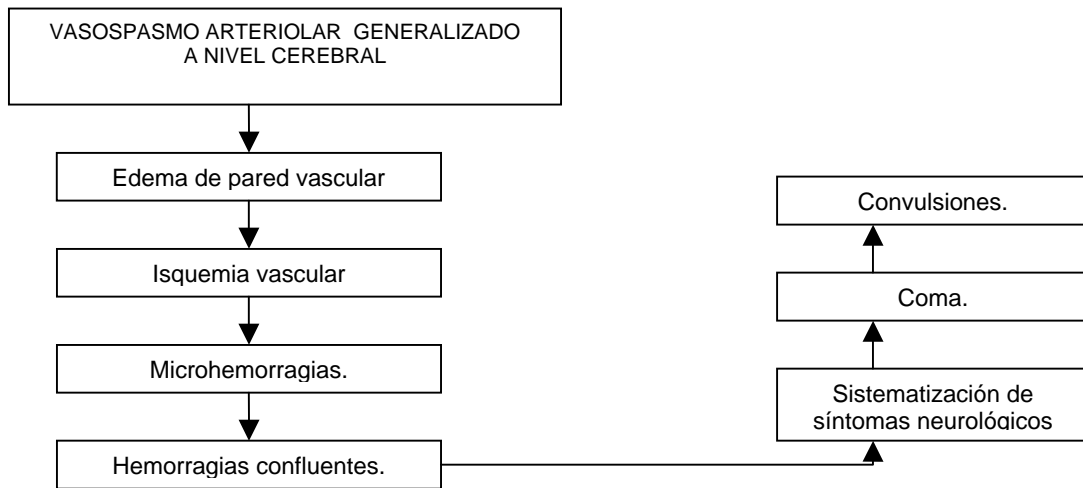 VASOSPASMO ARTERIOLAR GENERALIZADO
A NIVEL CEREBRAL
Edema de pared vascular
Isquemia vascular
Microhemorragias.
Hemorragias confluentes.
Sistematización de
síntomas neurológicos
Coma.
Convulsiones.